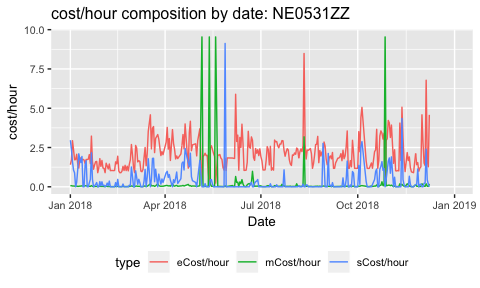 cost/hour composition by date: NE0531ZZ
10.0
7.5
5.0
2.5
0.0
cost/hour
Jan 2018 Apr 2018 Jul 2018 Oct 2018 Jan 2019
Date
type eCost/hour mCost/hour sCost/hour